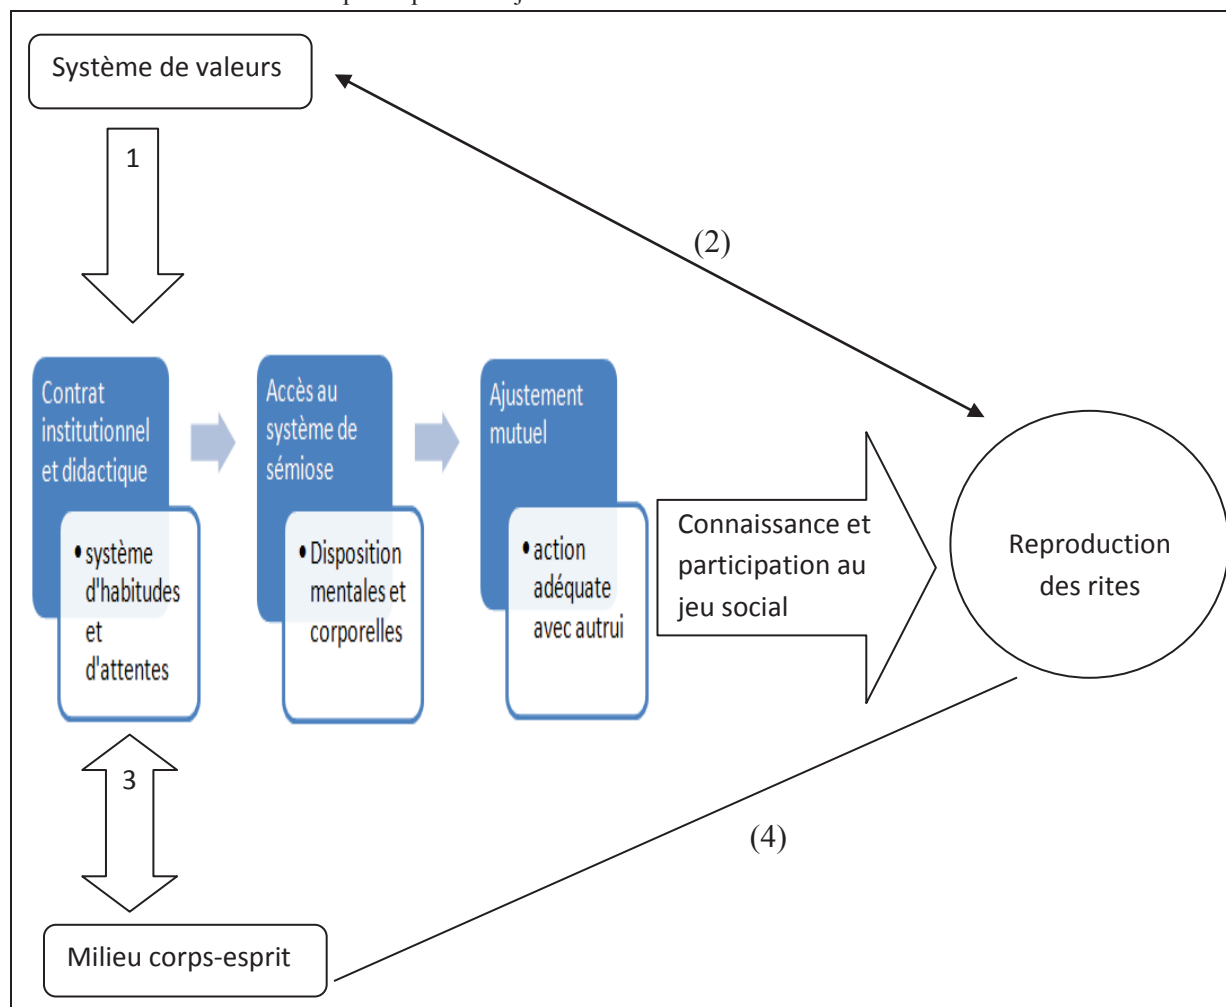 Système de valeurs
1
(2)
Contrat
institutionnel
et didactique
• système
d'habitudes
et
d'attentes
Accès au
système de
sémiose
• Disposition
mentales et
corporelles
Ajustement
mutuel
• action
adéquate
avec autrui
Connaissance et
participation au
jeu social
Reproduction
des rites
3
(4)
Milieu corps-esprit